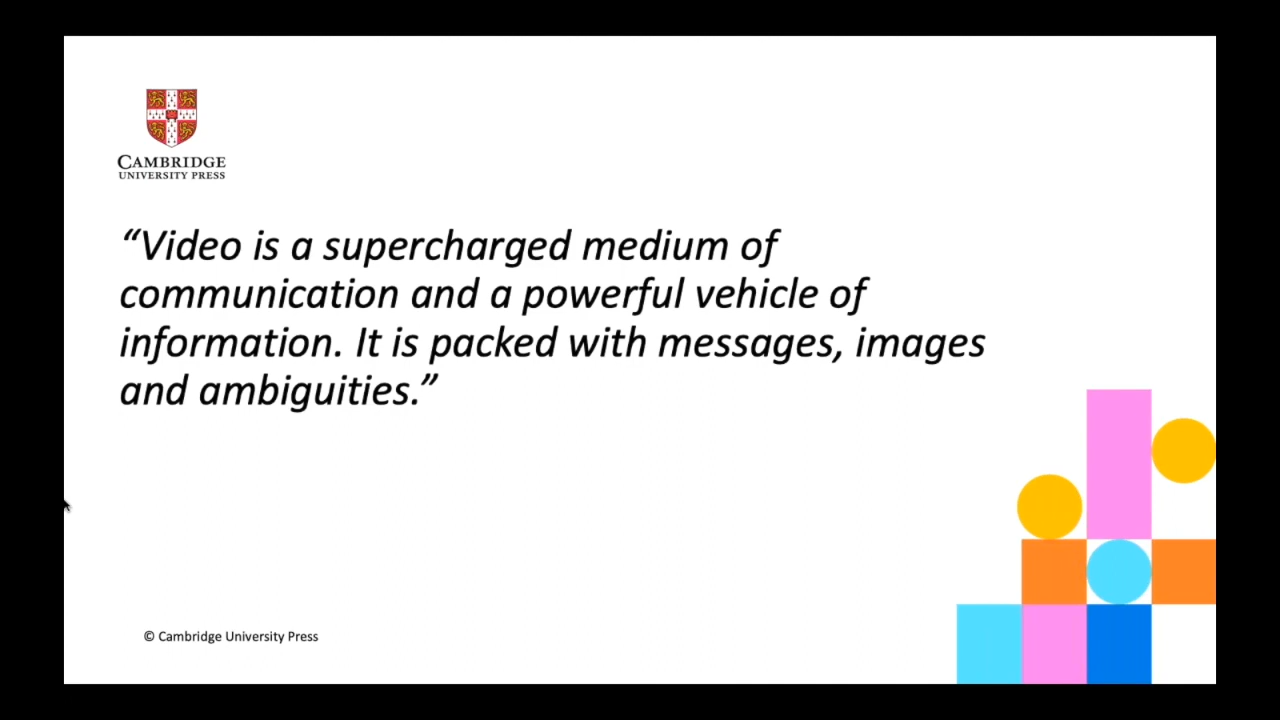 CAMBRIDGE
UNIVERSITY PRESS
“Video is a supercharged medium of
communication and a powerful vehicle of
information. It is packed with messages, images
and ambiguities.”
© Cambridge University Press